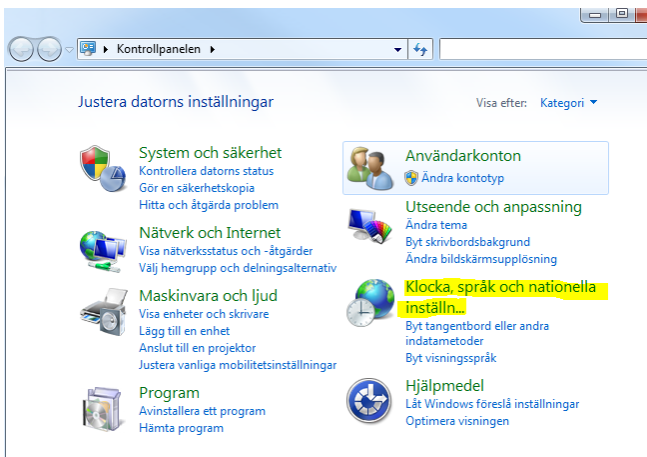 Kontrollpanelen
Justera datorns inställningar
Visa efter: Kategori
System och säkerhet
Kontrollera datorns status
Gör en säkerhetskopia
Hitta och åtgärda problem
Nätverk och Internet
Visa nätverksstatus och -åtgärder
Välj hemgrupp och delningsalternativ
Maskinvara och ljud
Visa enheter och skrivare
Lägg till en enhet
Anslut till en projektor
Justera vanliga mobilitetsinställningar
Program
Avinstallera ett program
Hämta program
Användarkonton
Ändra kontotyp
Utseende och anpassning
Ändra tema
Byt skrivbordsbakgrund
Ändra bildskärmsupplösning
Klocka, språk och nationella
inställn...
Byt tangentbord eller andra
indatametoder
Byt visningsspråk
Hjälpmedel
Låt Windows föreslå inställningar
Optimera visningen